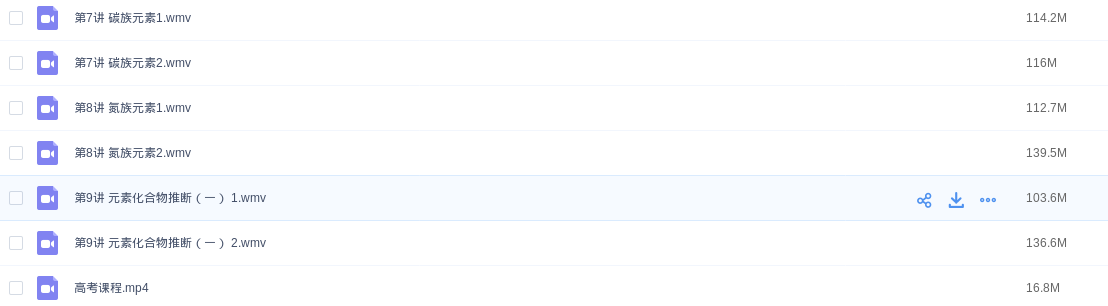 第7讲 碳族元素1.wmv 114.2M
第7讲 碳族元素2.wmv 116M
第8讲 氮族元素1.wmv 112.7M
第8讲 氮族元素2.wmv 139.5M
第9讲 元素化合物推断（一） 1.wmv 103.6M
第9讲 元素化合物推断（一） 2.wmv 136.6M
高考课程.mp4 16.8M